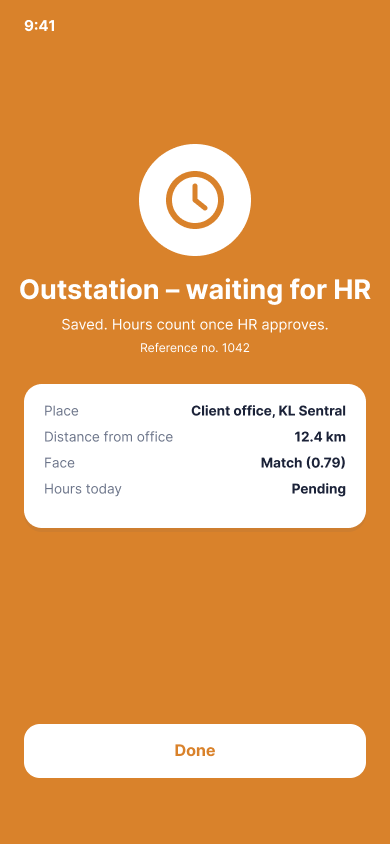 9:41
Outstation – waiting for HR
Saved. Hours count once HR approves.
Reference no. 1042
Place Client office, KL Sentral
Distance from office 12.4 km
Face Match (0.79)
Hours today Pending
Done